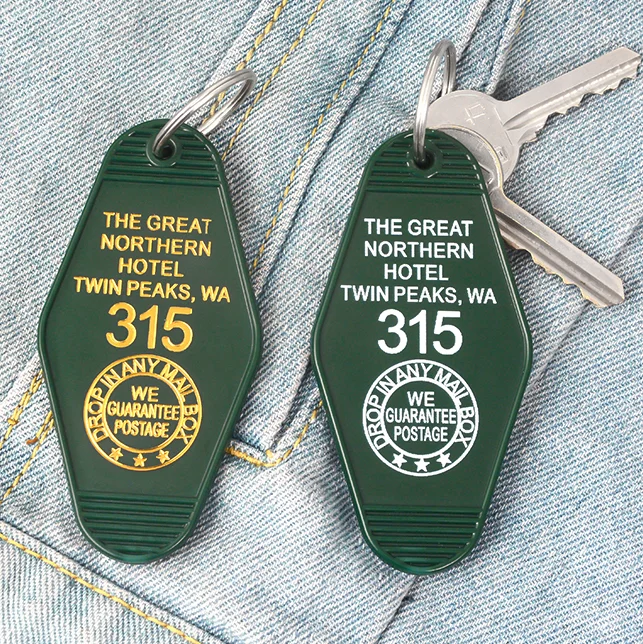 THE GREAT
NORTHERN
HOTEL
TWIN PEAKS, WA
315
DROP IN ANY MAIL BOX
WE
GUARANTEE
POSTAGE
THE GREAT
NORTHERN
HOTEL
TWIN PEAKS, WA
315
DROP IN ANY MAIL BOX
WE
GUARANTEE
POSTAGE